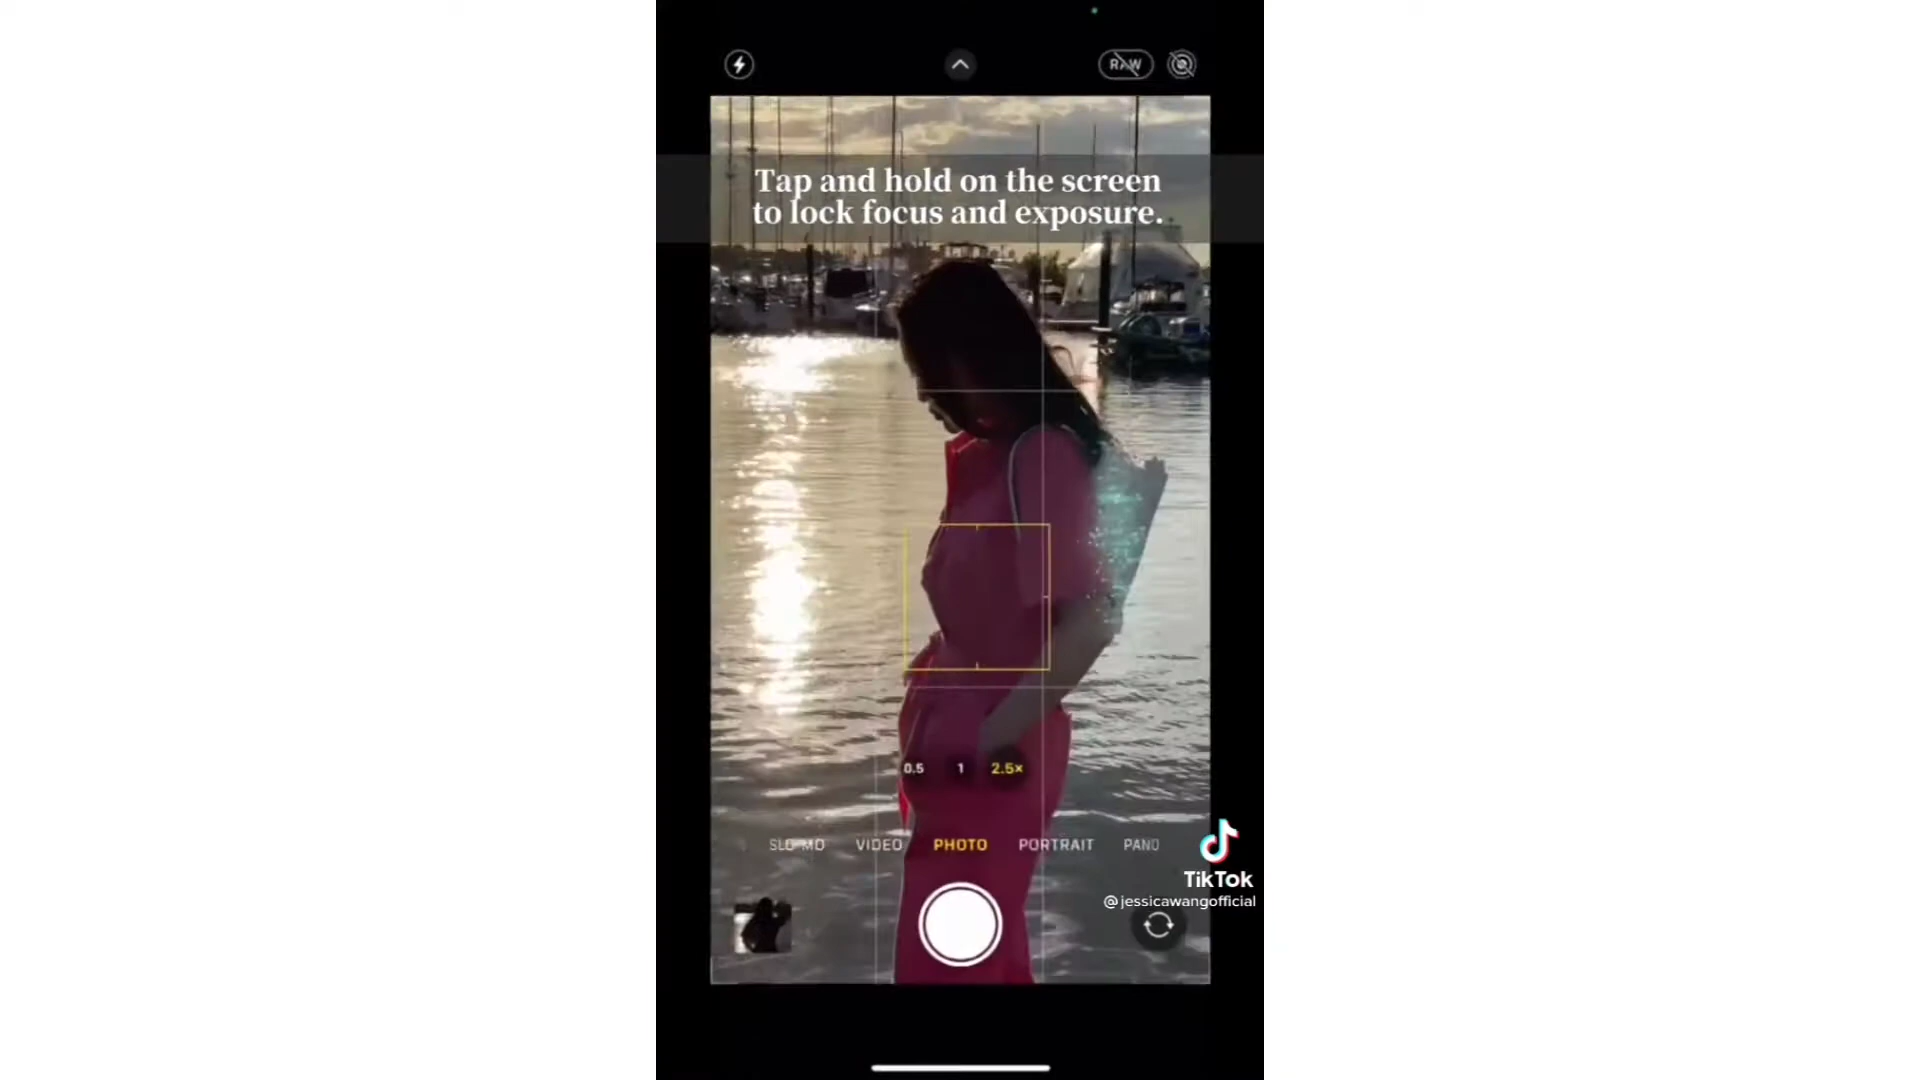 RAW
Tap and hold on the screen
to lock focus and exposure.
0.5 1 2.5×
SLO-MO VIDEO PHOTO PORTRAIT PANO
TikTok
@jessicawangofficial